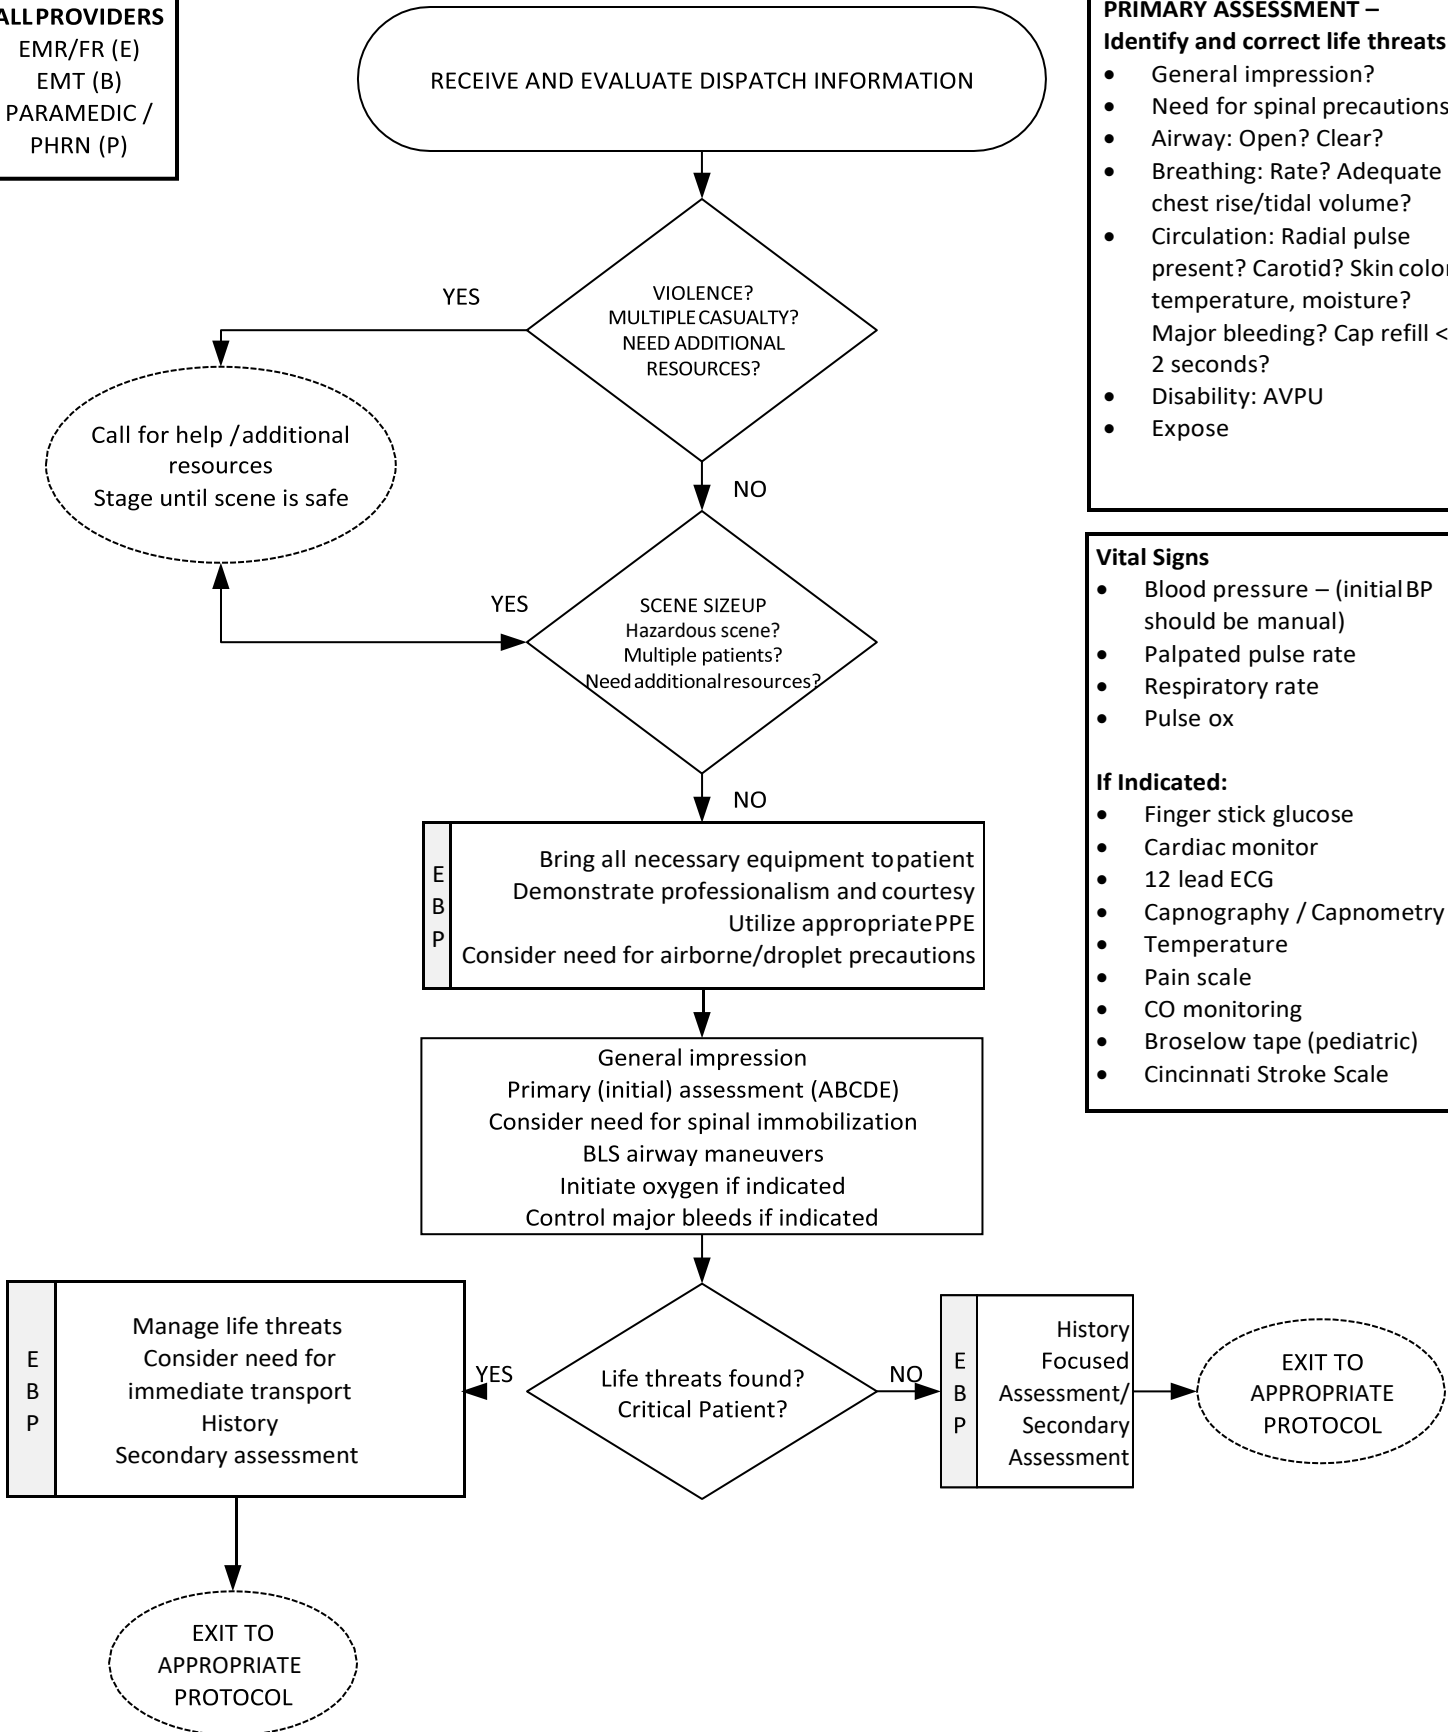 ALL PROVIDERS
EMR/FR (E)
EMT (B)
PARAMEDIC /
PHRN (P)
RECEIVE AND EVALUATE DISPATCH INFORMATION
PRIMARY ASSESSMENT –
Identify and correct life threats
• General impression?
• Need for spinal precautions
• Airway: Open? Clear?
• Breathing: Rate? Adequate
chest rise/tidal volume?
• Circulation: Radial pulse
present? Carotid? Skin color
temperature, moisture?
Major bleeding? Cap refill <
2 seconds?
• Disability: AVPU
• Expose
YES
VIOLENCE?
MULTIPLE CASUALTY?
NEED ADDITIONAL
RESOURCES?
Call for help /additional
resources
Stage until scene is safe
NO
YES
SCENE SIZEUP
Hazardous scene?
Multiple patients?
Need additional resources?
NO
Vital Signs
• Blood pressure – (initial BP
should be manual)
• Palpated pulse rate
• Respiratory rate
• Pulse ox
If Indicated:
• Finger stick glucose
• Cardiac monitor
• 12 lead ECG
• Capnography / Capnometry
• Temperature
• Pain scale
• CO monitoring
• Broselow tape (pediatric)
• Cincinnati Stroke Scale
E
B
P
Bring all necessary equipment to patient
Demonstrate professionalism and courtesy
Utilize appropriate PPE
Consider need for airborne/droplet precautions
General impression
Primary (initial) assessment (ABCDE)
Consider need for spinal immobilization
BLS airway maneuvers
Initiate oxygen if indicated
Control major bleeds if indicated
E
B
P
Manage life threats
Consider need for
immediate transport
History
Secondary assessment
YES
Life threats found?
Critical Patient?
NO
E
B
P
History
Focused
Assessment/
Secondary
Assessment
EXIT TO
APPROPRIATE
PROTOCOL
EXIT TO
APPROPRIATE
PROTOCOL